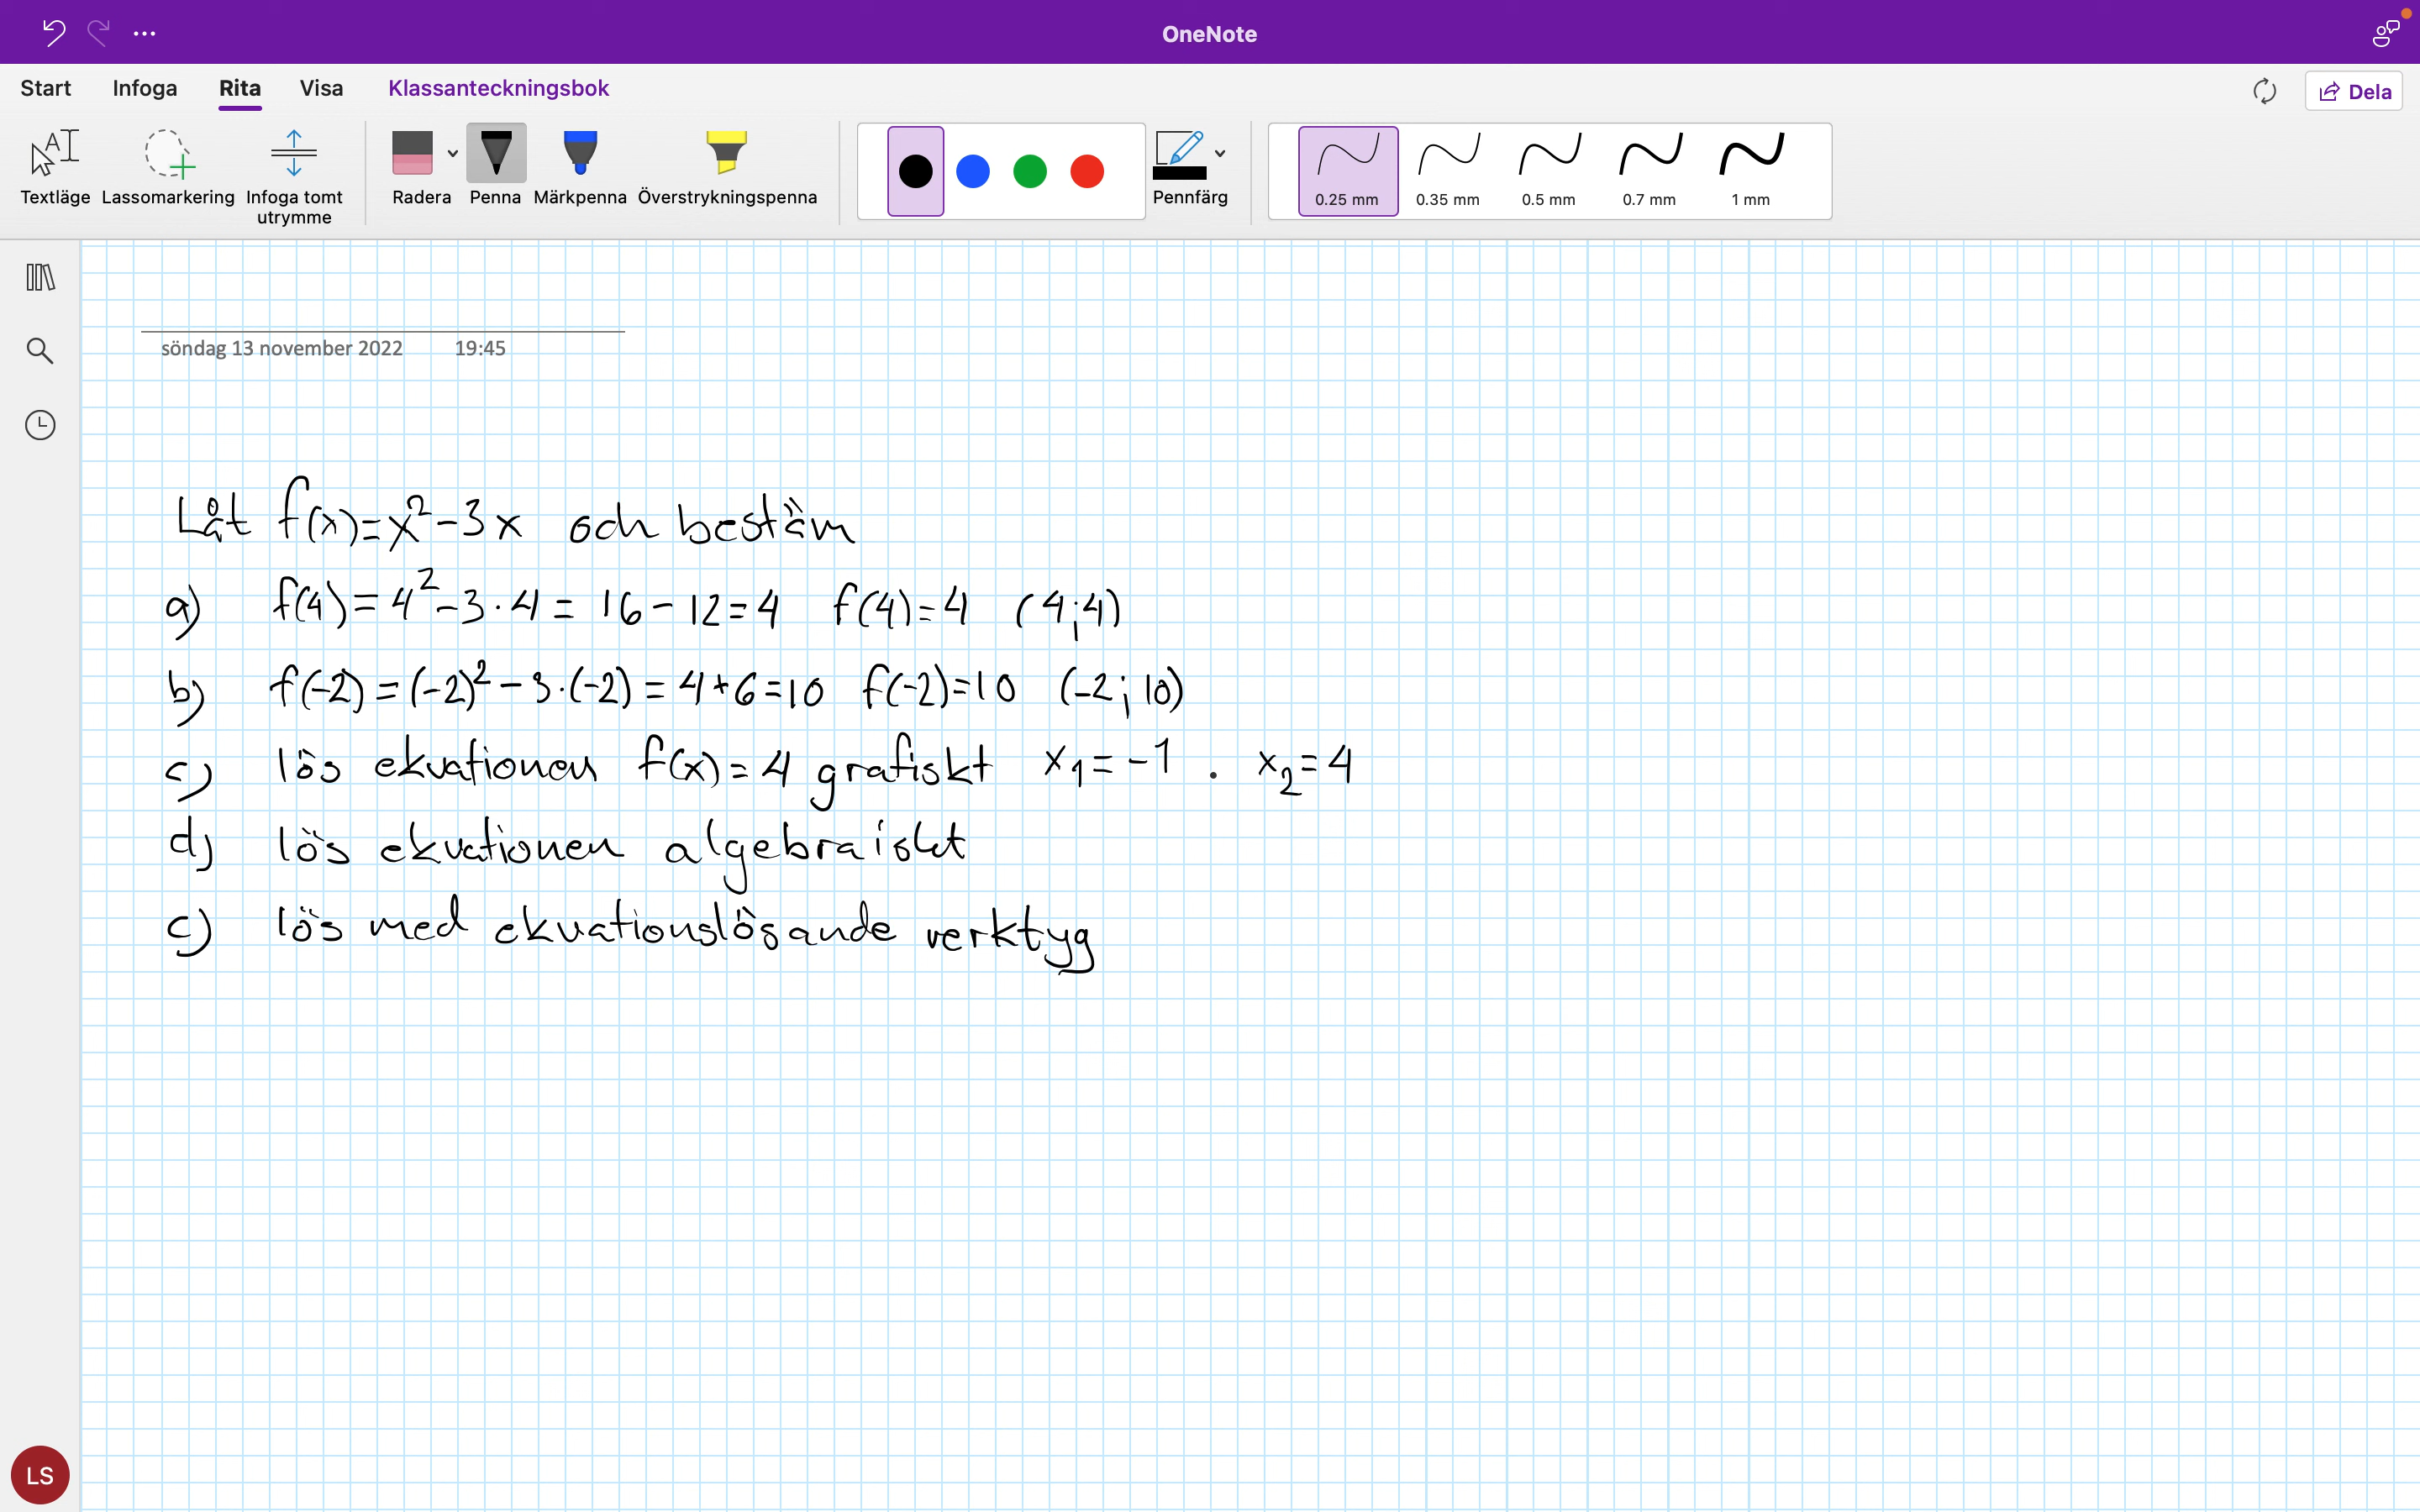 OneNote
Start Infoga Rita Visa Klassanteckningsbok Dela
Textläge Lassomarkering Infoga tomt utrymme Radera Penna Märkpenna Överstrykningspenna Pennfärg 0.25 mm 0.35 mm 0.5 mm 0.7 mm 1 mm
söndag 13 november 2022 19:45
Låt f(x)=x²-3x och bestäm
a) f(4)=4²-3·4= 16-12=4 f(4)=4 (4;4)
b) f(-2)=(-2)²-3·(-2)=4+6=10 f(-2)=10 (-2;10)
c) lös ekvationen f(x)=4 grafiskt x₁=-1 . x₂=4
d) lös ekvationen algebraiskt
c) lös med ekvationslösande verktyg
LS